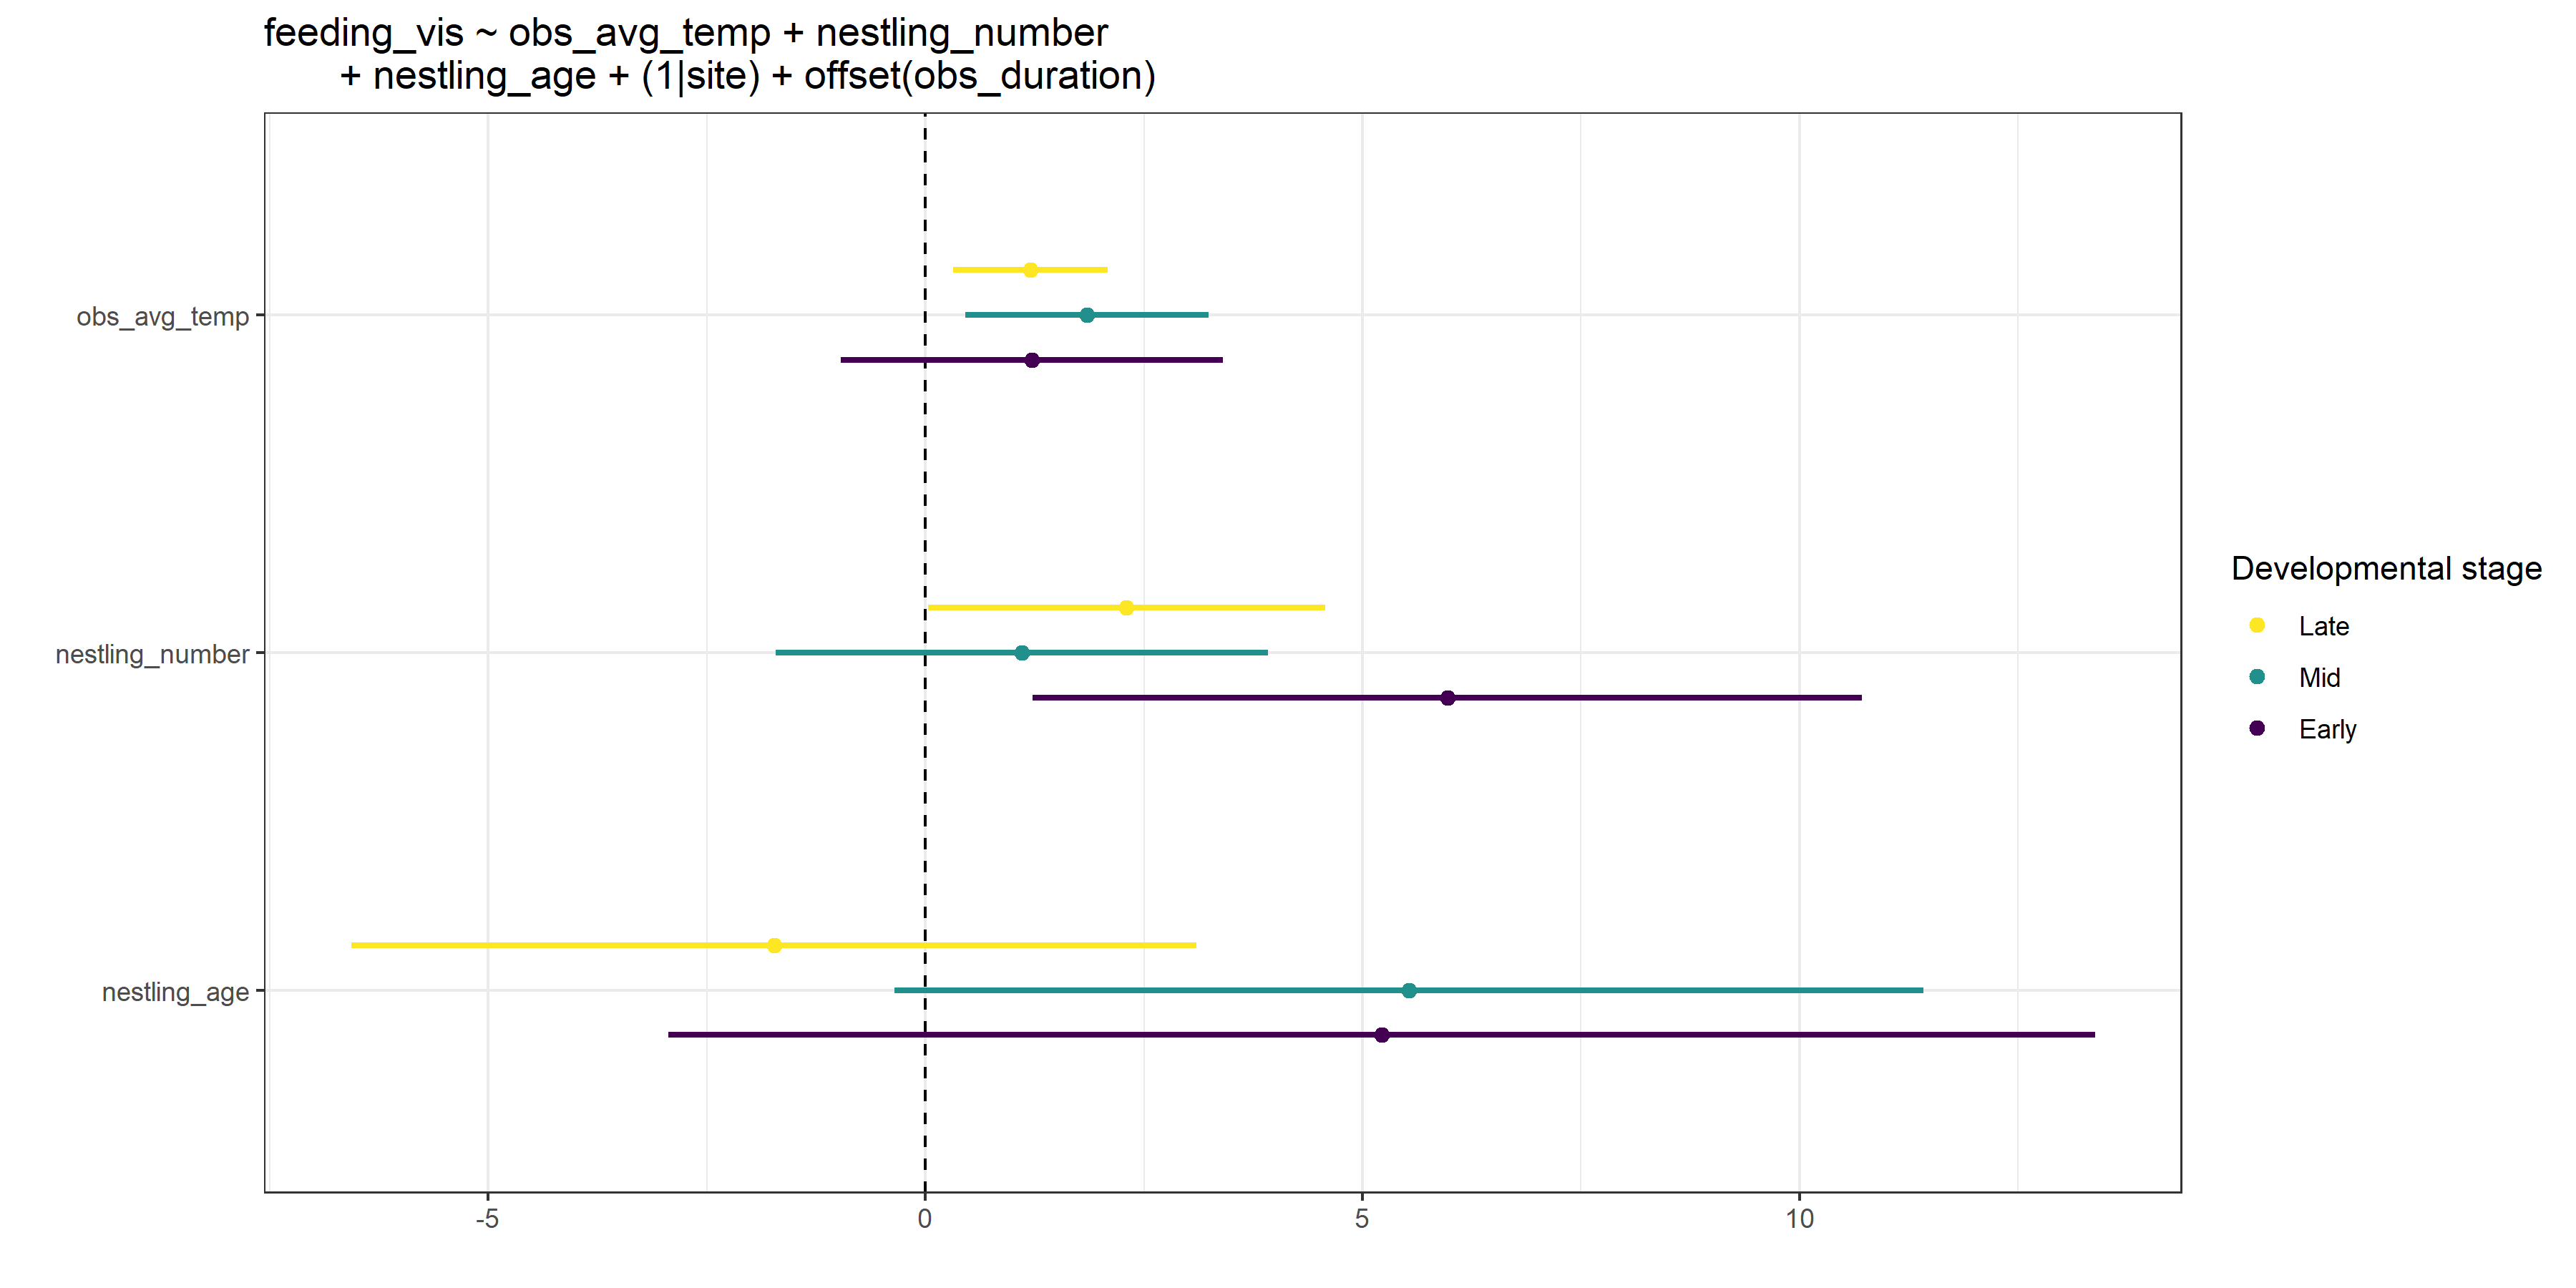 feeding_vis ~ obs_avg_temp + nestling_number
+ nestling_age + (1|site) + offset(obs_duration)
obs_avg_temp
nestling_number
nestling_age
-5
0
5
10
Developmental stage
Late
Mid
Early